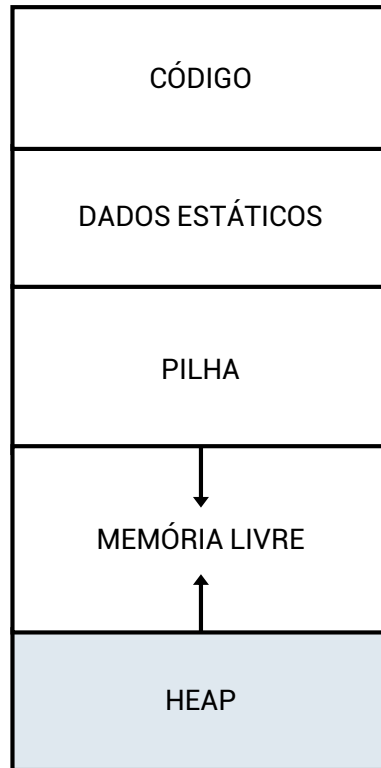 CÓDIGO
DADOS ESTÁTICOS
PILHA
MEMÓRIA LIVRE
HEAP